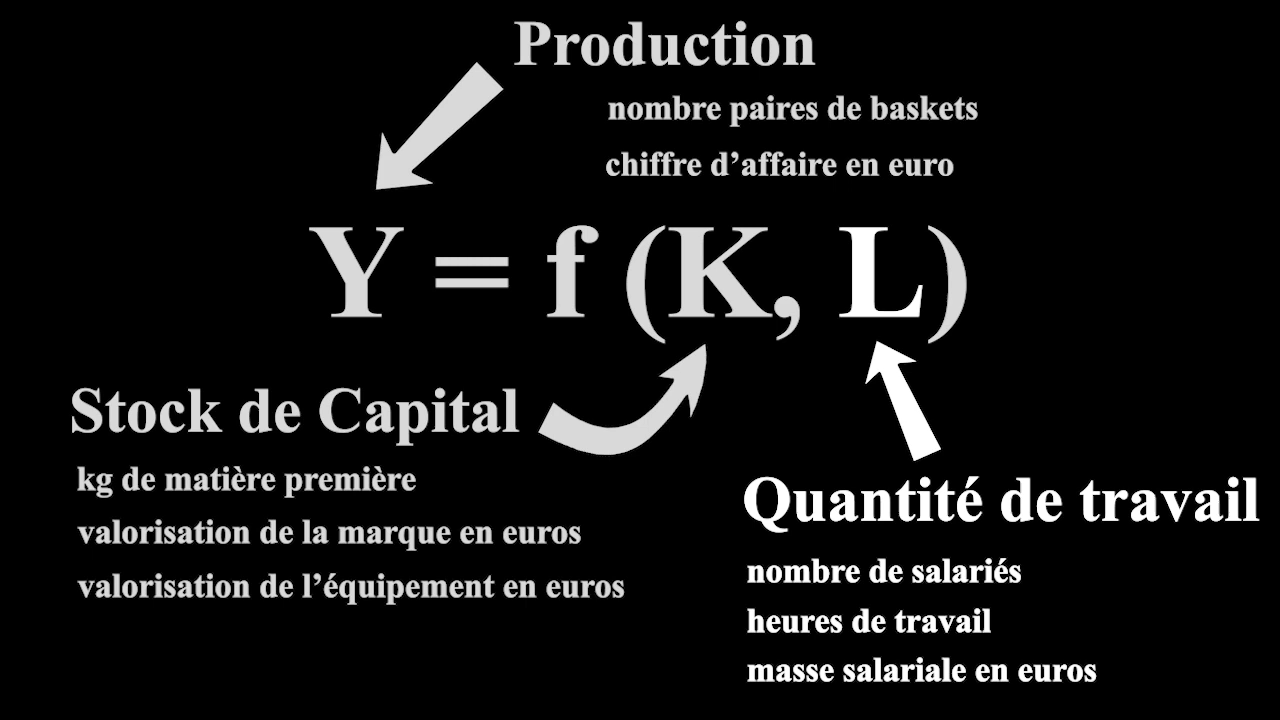 Production
nombre paires de baskets
chiffre d’affaire en euro
Y = f (K, L)
Stock de Capital
kg de matière première
valorisation de la marque en euros
valorisation de l’équipement en euros
Quantité de travail
nombre de salariés
heures de travail
masse salariale en euros